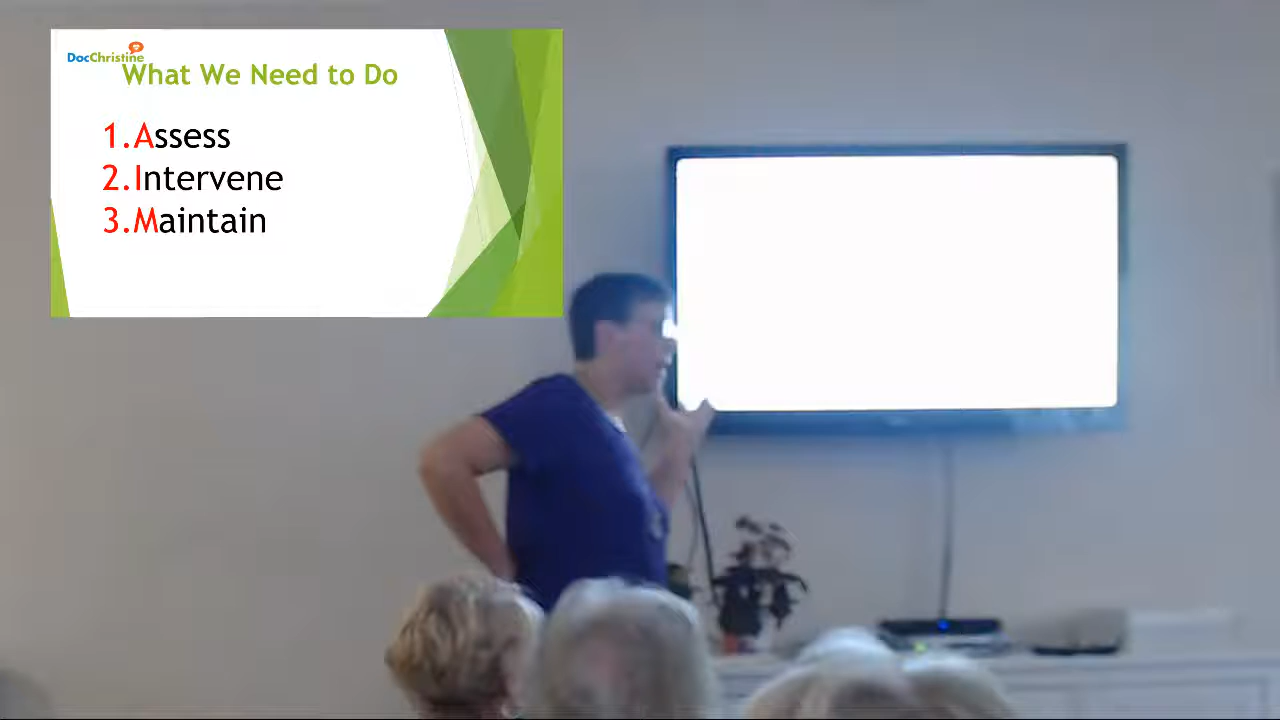 DocChristine
What We Need to Do
1.Assess
2.Intervene
3.Maintain